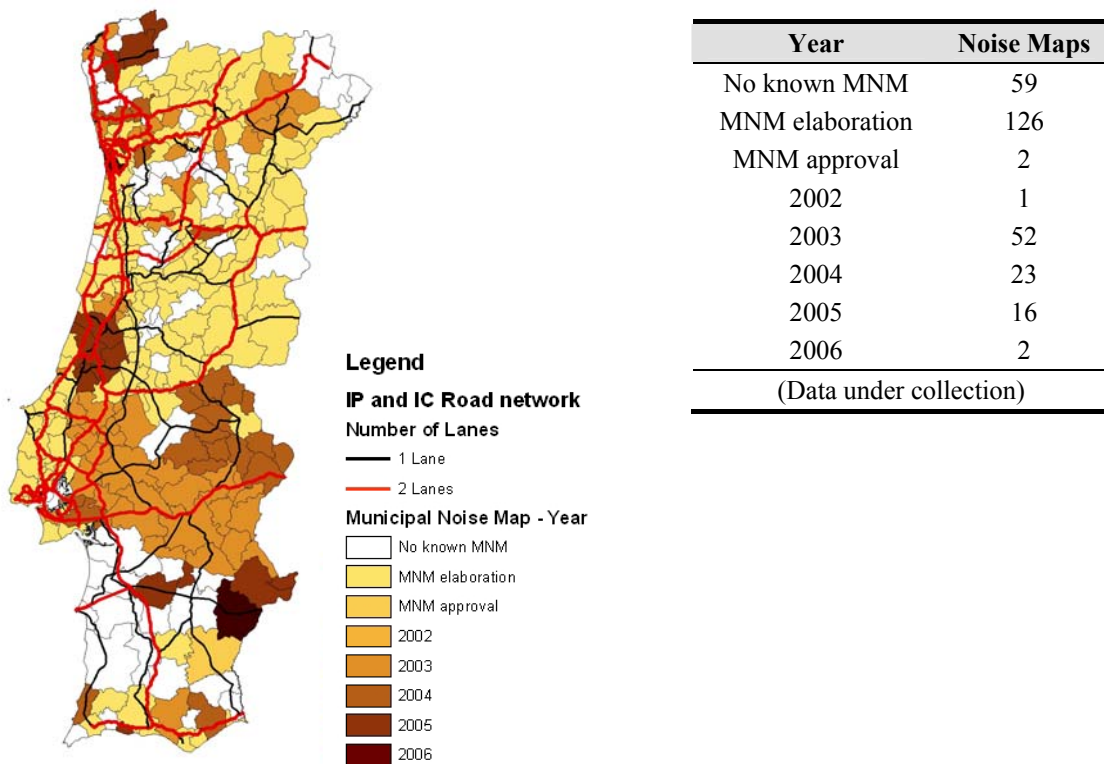 Legend
IP and IC Road network
Number of Lanes
1 Lane
2 Lanes
Municipal Noise Map - Year
No known MNM
MNM elaboration
MNM approval
2002
2003
2004
2005
2006
Year Noise Maps
No known MNM 59
MNM elaboration 126
MNM approval 2
2002 1
2003 52
2004 23
2005 16
2006 2
(Data under collection)